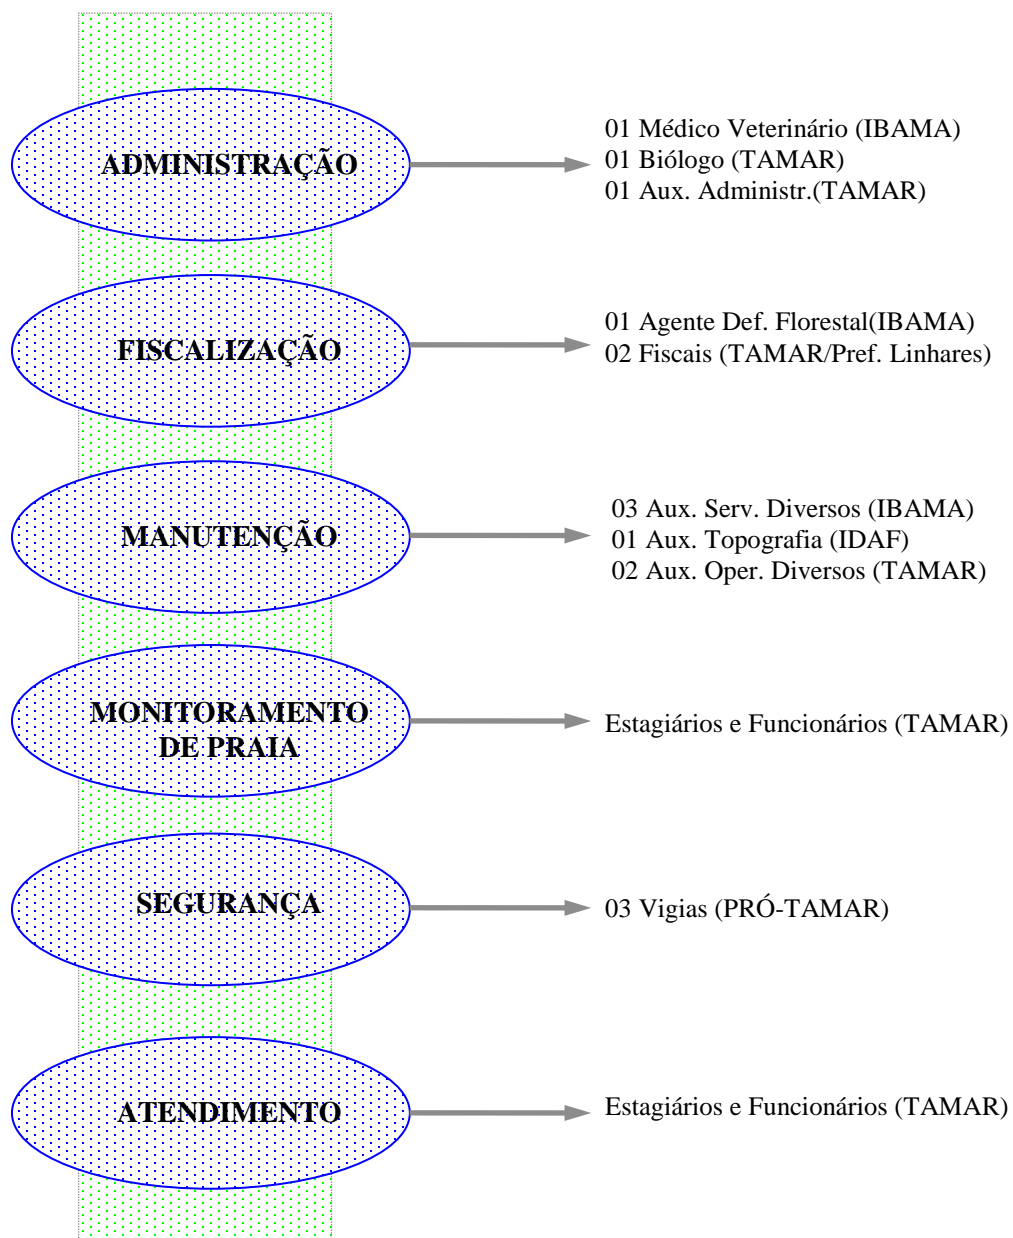 ADMINISTRAÇÃO
01 Médico Veterinário (IBAMA)
01 Biólogo (TAMAR)
01 Aux. Administr.(TAMAR)
FISCALIZAÇÃO
01 Agente Def. Florestal(IBAMA)
02 Fiscais (TAMAR/Pref. Linhares)
MANUTENÇÃO
03 Aux. Serv. Diversos (IBAMA)
01 Aux. Topografia (IDAF)
02 Aux. Oper. Diversos (TAMAR)
MONITORAMENTO
DE PRAIA
Estagiários e Funcionários (TAMAR)
SEGURANÇA
03 Vigias (PRÓ-TAMAR)
ATENDIMENTO
Estagiários e Funcionários (TAMAR)